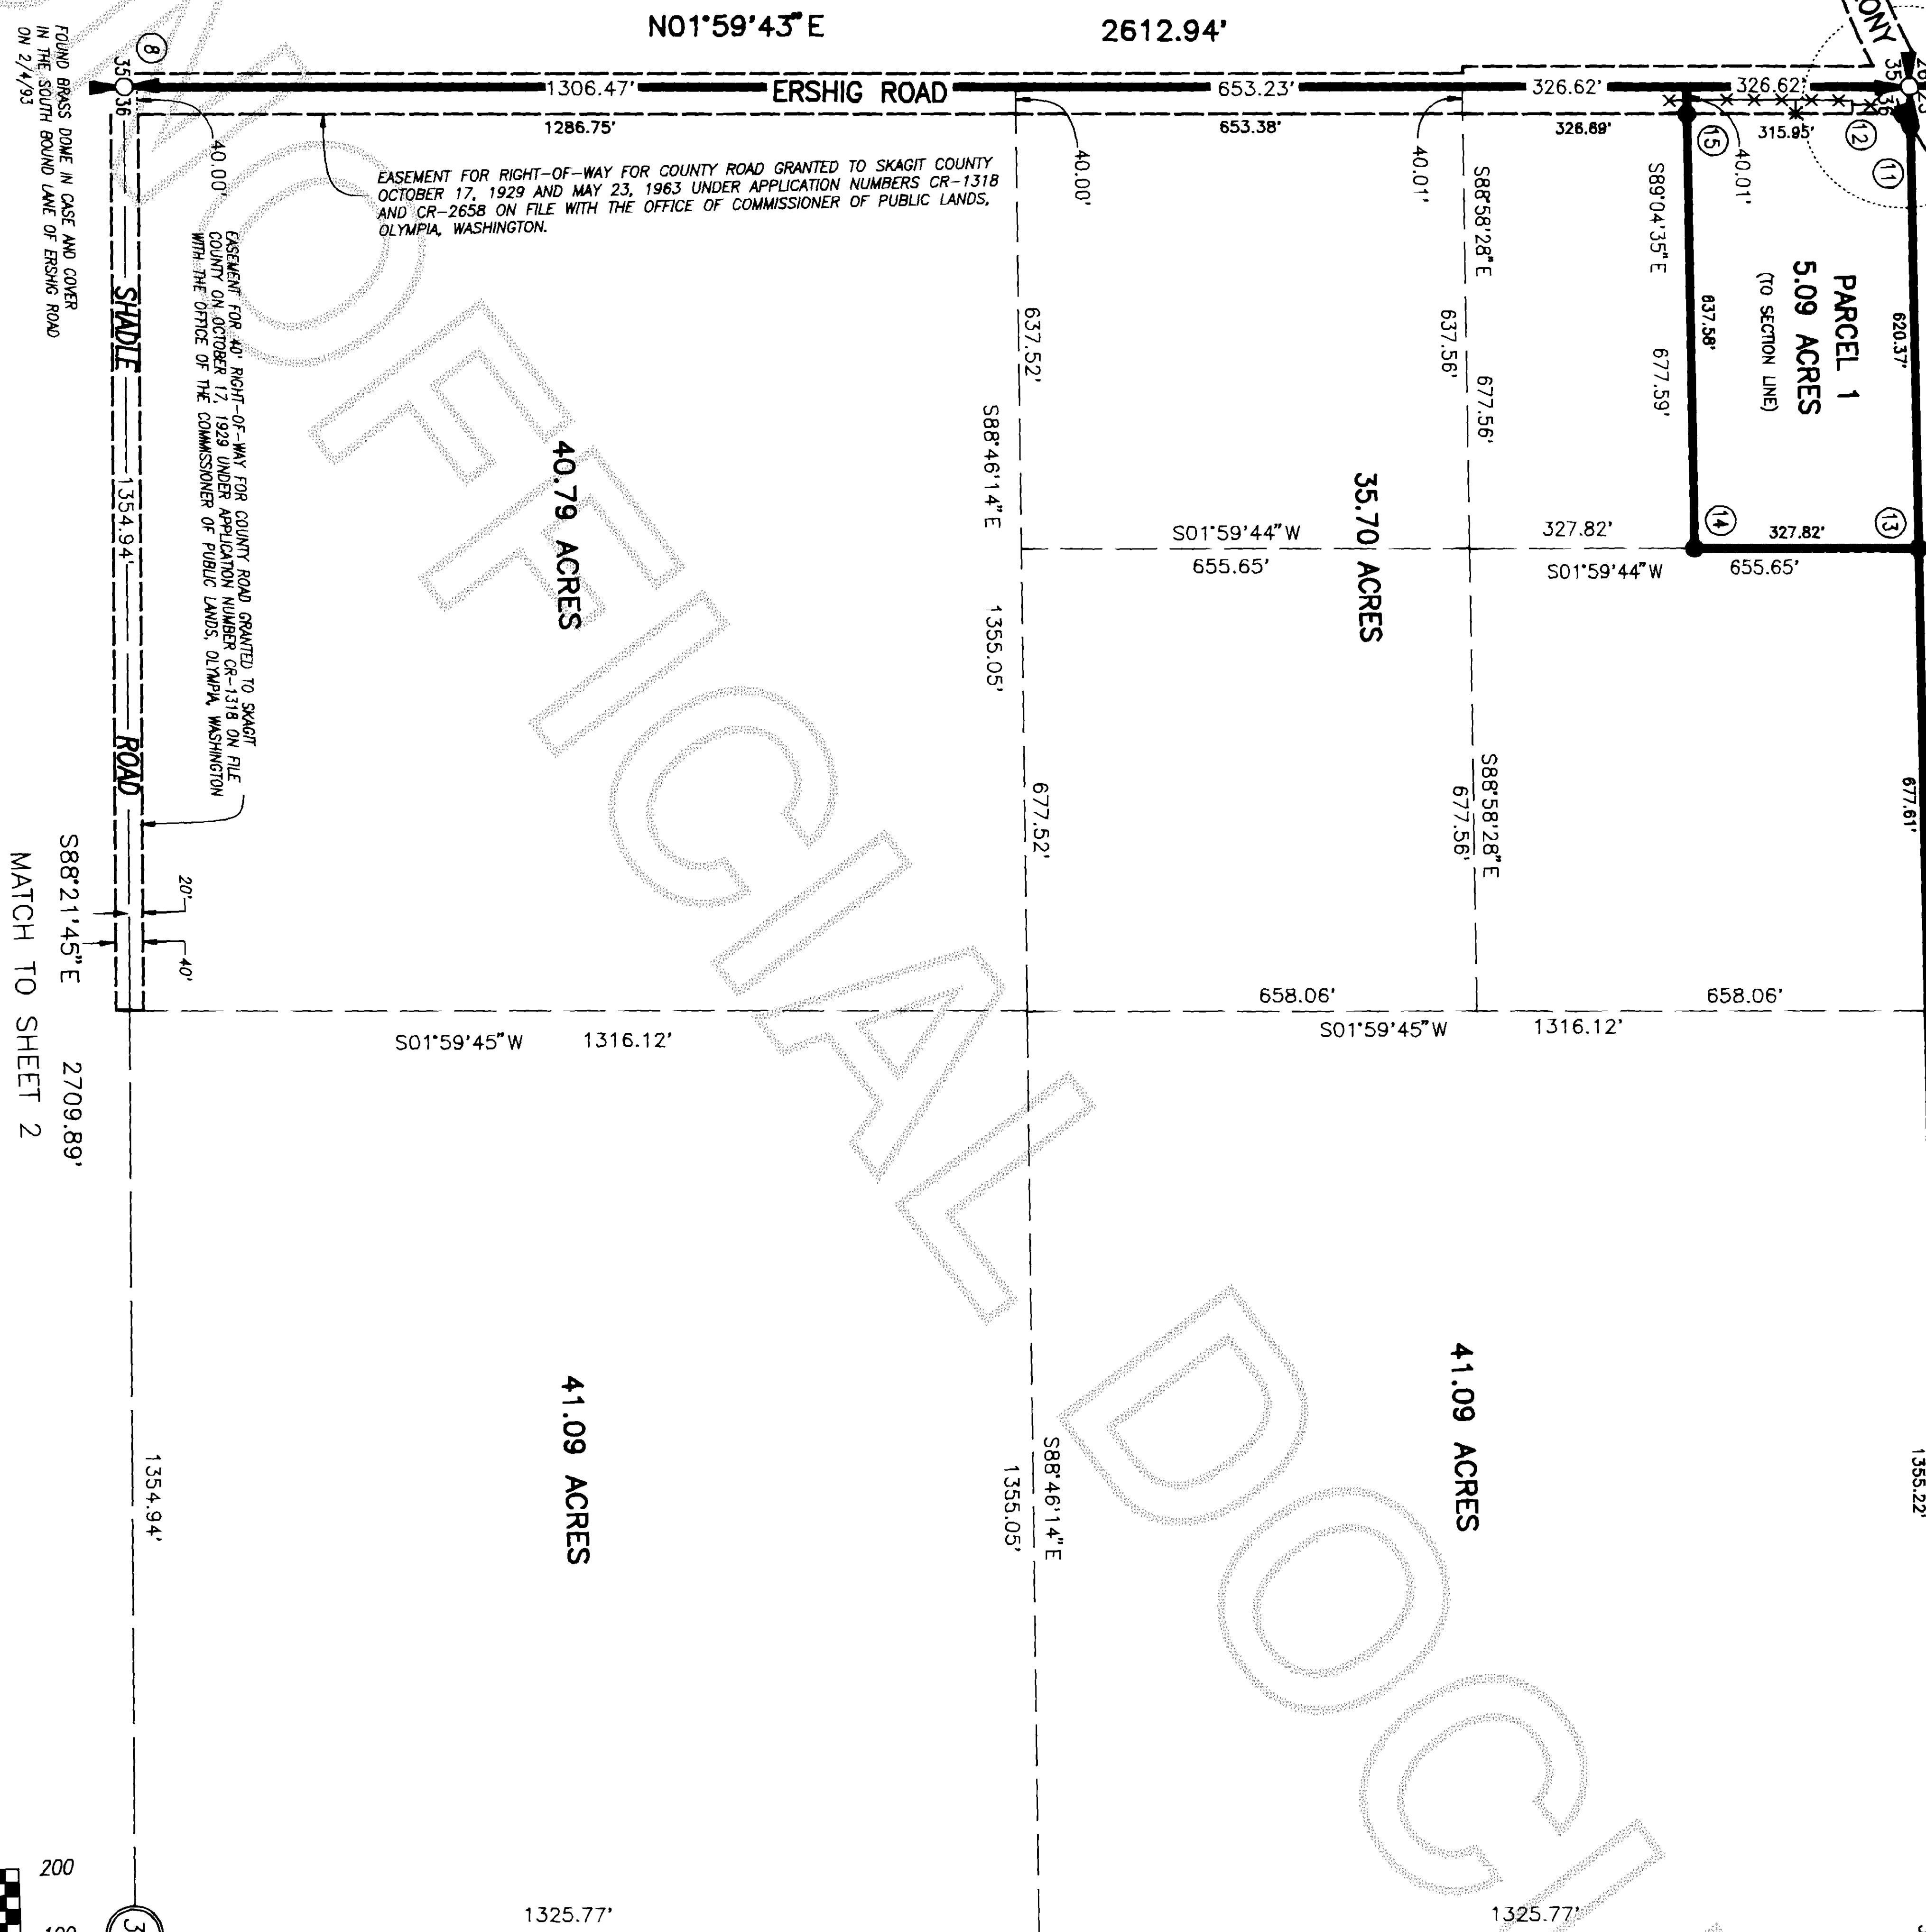 N01°59'43"E
2612.94'
ONY
35
36
35
36
8
1306.47'
ERSHIG ROAD
653.23'
326.62'
326.62'
1286.75'
653.38'
326.89'
315.95'
15
12
11
40.00'
40.00'
40.01'
40.01'
EASEMENT FOR RIGHT-OF-WAY FOR COUNTY ROAD GRANTED TO SKAGIT COUNTY
OCTOBER 17, 1929 AND MAY 23, 1963 UNDER APPLICATION NUMBERS CR-1318
AND CR-2658 ON FILE WITH THE OFFICE OF COMMISSIONER OF PUBLIC LANDS,
OLYMPIA, WASHINGTON.
FOUND BRASS DOME IN CASE AND COVER
IN THE SOUTH BOUND LANE OF ERSHIG ROAD
ON 2/4/93
EASEMENT FOR 40' RIGHT-OF-WAY FOR COUNTY ROAD GRANTED TO SKAGIT
COUNTY ON OCTOBER 17, 1929 UNDER APPLICATION NUMBER CR-1318 ON FILE
WITH THE OFFICE OF THE COMMISSIONER OF PUBLIC LANDS, OLYMPIA, WASHINGTON
SHADLE
1354.94'
ROAD
S88°58'28"E
S89°04'35"E
PARCEL 1
5.09 ACRES
(TO SECTION LINE)
620.37'
637.52'
637.56'
677.56'
637.58'
677.59'
S88°46'14"E
1355.05'
40.79 ACRES
35.70 ACRES
S01°59'44"W
655.65'
327.82'
S01°59'44"W
14
327.82'
13
655.65'
677.52'
S88°58'28"E
677.56'
677.61'
20'
40'
S88°21'45"E
2709.89'
MATCH TO SHEET 2
658.06'
658.06'
S01°59'45"W
1316.12'
S01°59'45"W
1316.12'
41.09 ACRES
41.09 ACRES
1354.94'
S88°46'14"E
1355.05'
1355.22'
200
3
1325.77'
1325.77'
OFFICIAL DOC